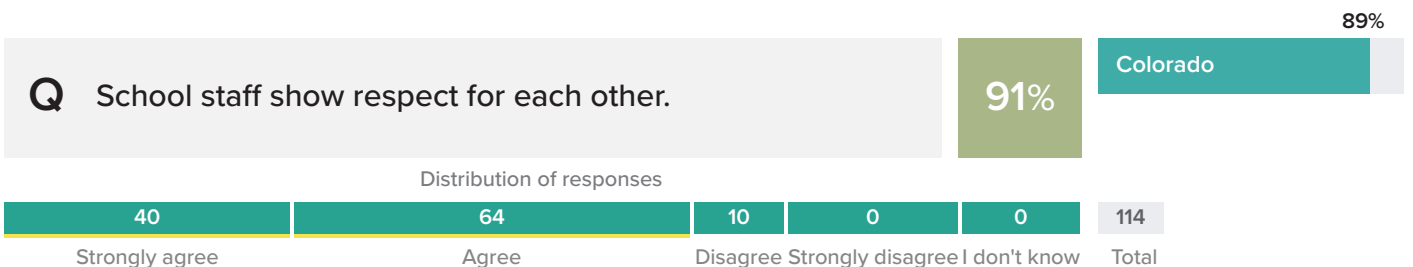 89%
Q School staff show respect for each other.
91%
Colorado
Distribution of responses
40 64 10 0 0 114
Strongly agree Agree Disagree Strongly disagree I don't know Total